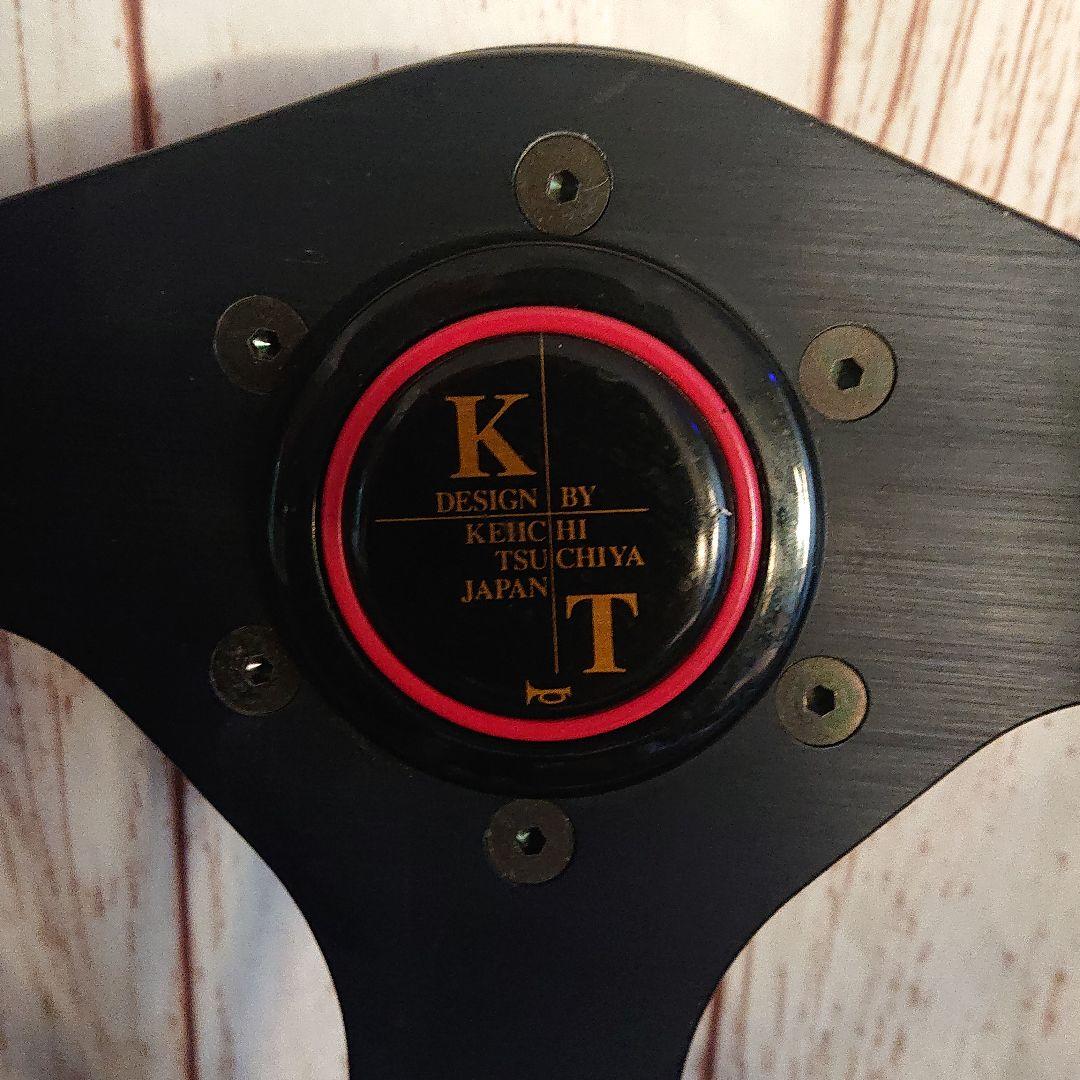 K
DESIGN BY
KEIICHI
TSUCHIYA
JAPAN
T